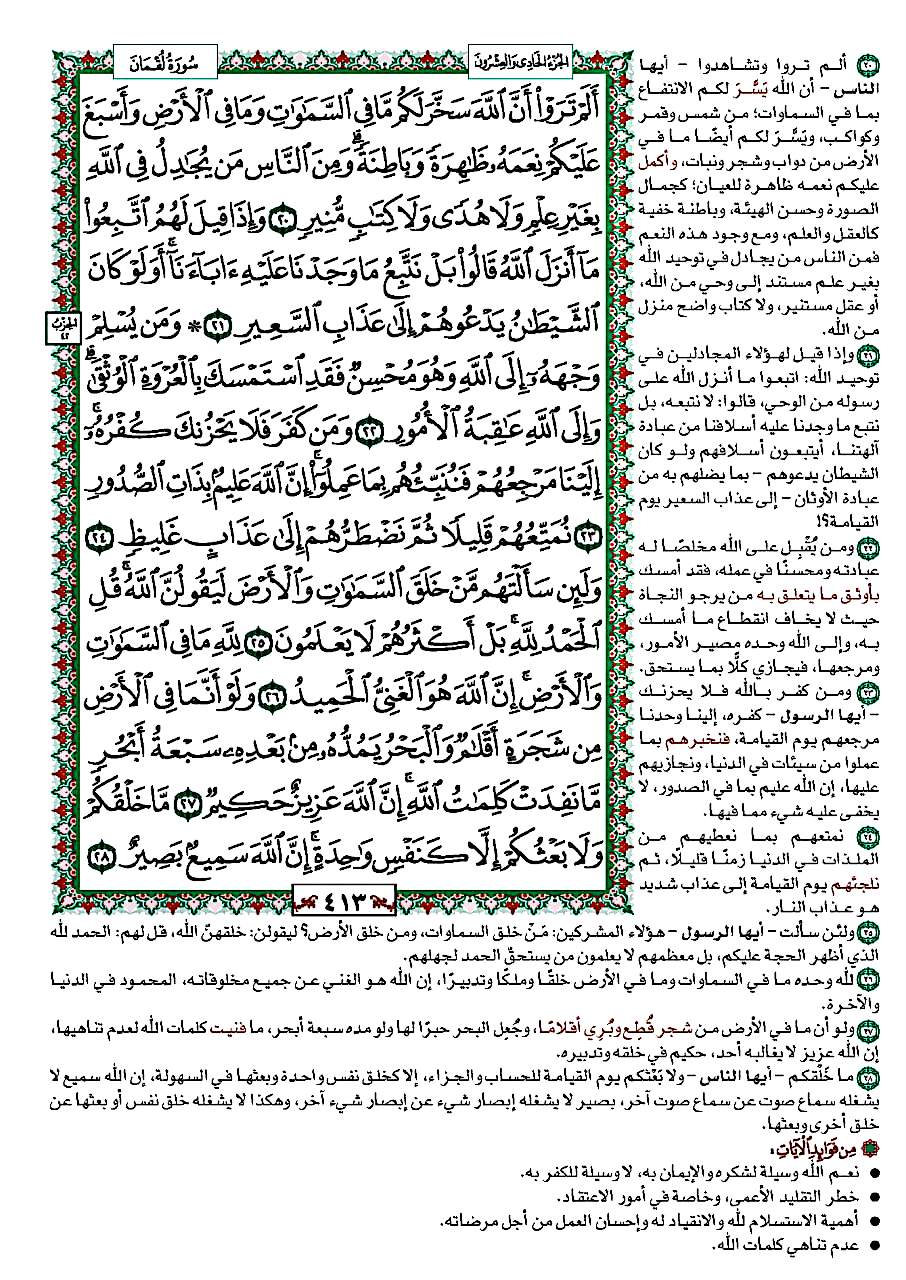 الجزء الحادي والعشرون
سورة لقمان
أَلَمْ تَرَوْا۟ أَنَّ ٱللَّهَ سَخَّرَ لَكُم مَّا فِى ٱلسَّمَٰوَٰتِ وَمَا فِى ٱلْأَرْضِ وَأَسْبَغَ
عَلَيْكُمْ نِعَمَهُۥ ظَٰهِرَةً وَبَاطِنَةً ۗ وَمِنَ ٱلنَّاسِ مَن يُجَٰدِلُ فِى ٱللَّهِ
بِغَيْرِ عِلْمٍ وَلَا هُدًى وَلَا كِتَٰبٍ مُّنِيرٍ ٢٠ وَإِذَا قِيلَ لَهُمُ ٱتَّبِعُوا۟
مَآ أَنزَلَ ٱللَّهُ قَالُوا۟ بَلْ نَتَّبِعُ مَا وَجَدْنَا عَلَيْهِ ءَابَآءَنَآ ۚ أَوَلَوْ كَانَ
ٱلشَّيْطَٰنُ يَدْعُوهُمْ إِلَىٰ عَذَابِ ٱلسَّعِيرِ ٢١ * وَمَن يُسْلِمْ
وَجْهَهُۥٓ إِلَى ٱللَّهِ وَهُوَ مُحْسِنٌ فَقَدِ ٱسْتَمْسَكَ بِٱلْعُرْوَةِ ٱلْوُثْقَىٰ ۗ
وَإِلَى ٱللَّهِ عَٰقِبَةُ ٱلْأُمُورِ ٢٢ وَمَن كَفَرَ فَلَا يَحْزُنكَ كُفْرُهُۥٓ ۚ
إِلَيْنَا مَرْجِعُهُمْ فَنُنَبِّئُهُم بِمَا عَمِلُوٓا۟ ۚ إِنَّ ٱللَّهَ عَلِيمٌۢ بِذَاتِ ٱلصُّدُورِ
٢٣ نُمَتِّعُهُمْ قَلِيلًا ثُمَّ نَضْطَرُّهُمْ إِلَىٰ عَذَابٍ غَلِيظٍ ٢٤
وَلَئِن سَأَلْتَهُم مَّنْ خَلَقَ ٱلسَّمَٰوَٰتِ وَٱلْأَرْضَ لَيَقُولُنَّ ٱللَّهُ ۚ قُلِ
ٱلْحَمْدُ لِلَّهِ ۚ بَلْ أَكْثَرُهُمْ لَا يَعْلَمُونَ ٢٥ لِلَّهِ مَا فِى ٱلسَّمَٰوَٰتِ
وَٱلْأَرْضِ ۚ إِنَّ ٱللَّهَ هُوَ ٱلْغَنِىُّ ٱلْحَمِيدُ ٢٦ وَلَوْ أَنَّمَا فِى ٱلْأَرْضِ
مِن شَجَرَةٍ أَقْلَٰمٌ وَٱلْبَحْرُ يَمُدُّهُۥ مِنۢ بَعْدِهِۦ سَبْعَةُ أَبْحُرٍ
مَّا نَفِدَتْ كَلِمَٰتُ ٱللَّهِ ۗ إِنَّ ٱللَّهَ عَزِيزٌ حَكِيمٌ ٢٧ مَّا خَلْقُكُمْ
وَلَا بَعْثُكُمْ إِلَّا كَنَفْسٍ وَٰحِدَةٍ ۗ إِنَّ ٱللَّهَ سَمِيعٌۢ بَصِيرٌ ٢٨
الحزب
٤٢
٤١٣
٢٠ ألم تروا وتشاهدوا – أيها
الناس – أن الله يَسَّرَ لكم الانتفاع
بما في السماوات؛ من شمس وقمر
وكواكب، ويَسَّرَ لكم أيضًا ما في
الأرض من دواب وشجر ونبات، وأكمل
عليكم نعمه ظاهرة للعيان؛ كجمال
الصورة وحسن الهيئة، وباطنة خفية
كالعقل والعلم، ومع وجود هذه النعم
فمن الناس من يجادل في توحيد الله
بغير علم مستند إلى وحي من الله،
أو عقل مستنير، ولا كتاب واضح منزل
من الله.
٢١ وإذا قيل لهؤلاء المجادلين في
توحيد الله: اتبعوا ما أنزل الله على
رسوله من الوحي، قالوا: لا نتبعه، بل
نتبع ما وجدنا عليه أسلافنا من عبادة
آلهتنا، أيتبعون أسلافهم ولو كان
الشيطان يدعوهم – بما يضلهم به من
عبادة الأوثان – إلى عذاب السعير يوم
القيامة؟!
٢٢ ومن يُقْبِل على الله مخلصًا له
عبادته ومحسنًا في عمله، فقد أمسك
بأوثق ما يتعلق به من يرجو النجاة
حيث لا يخاف انقطاع ما أمسك
به، وإلى الله وحده مصير الأمور،
ومرجعها، فيجازي كلًّا بما يستحق.
٢٣ ومن كفر بالله فلا يحزنك
– أيها الرسول – كفره، إلينا وحدنا
مرجعهم يوم القيامة، فنخبرهم بما
عملوا من سيئات في الدنيا، ونجازيهم
عليها، إن الله عليم بما في الصدور، لا
يخفى عليه شيء مما فيها.
٢٤ نمتعهم بما نعطيهم من
الملذات في الدنيا زمنًا قليلًا، ثم
نلجئهم يوم القيامة إلى عذاب شديد
هو عذاب النار.
٢٥ ولئن سألت – أيها الرسول – هؤلاء المشركين: مَنْ خلق السماوات، ومن خلق الأرض؟ ليقولن: خلقهنّ الله، قل لهم: الحمد لله
الذي أظهر الحجة عليكم، بل معظمهم لا يعلمون من يستحقّ الحمد لجهلهم.
٢٦ لله وحده ما في السماوات وما في الأرض خلقًا وملكًا وتدبيرًا، إن الله هو الغني عن جميع مخلوقاته، المحمود في الدنيا
والآخرة.
٢٧ ولو أن ما في الأرض من شجر قُطِع وبُرِي أقلامًا، وجُعِل البحر حبرًا لها ولو مده سبعة أبحر، ما فنيت كلمات الله لعدم تناهيها،
إن الله عزيز لا يغالبه أحد، حكيم في خلقه وتدبيره.
٢٨ ما خَلْقكم – أيها الناس – ولا بَعْثكم يوم القيامة للحساب والجزاء، إلا كخلق نفس واحدة وبعثها في السهولة، إن الله سميع لا
يشغله سماع صوت عن سماع صوت آخر، بصير لا يشغله إبصار شيء عن إبصار شيء آخر، وهكذا لا يشغله خلق نفس أو بعثها عن
خلق أخرى وبعثها.
مِن فَوَائِدِ الْآيَاتِ:
● نعم الله وسيلة لشكره والإيمان به، لا وسيلة للكفر به.
● خطر التقليد الأعمى، وخاصة في أمور الاعتقاد.
● أهمية الاستسلام لله والانقياد له وإحسان العمل من أجل مرضاته.
● عدم تناهي كلمات الله.